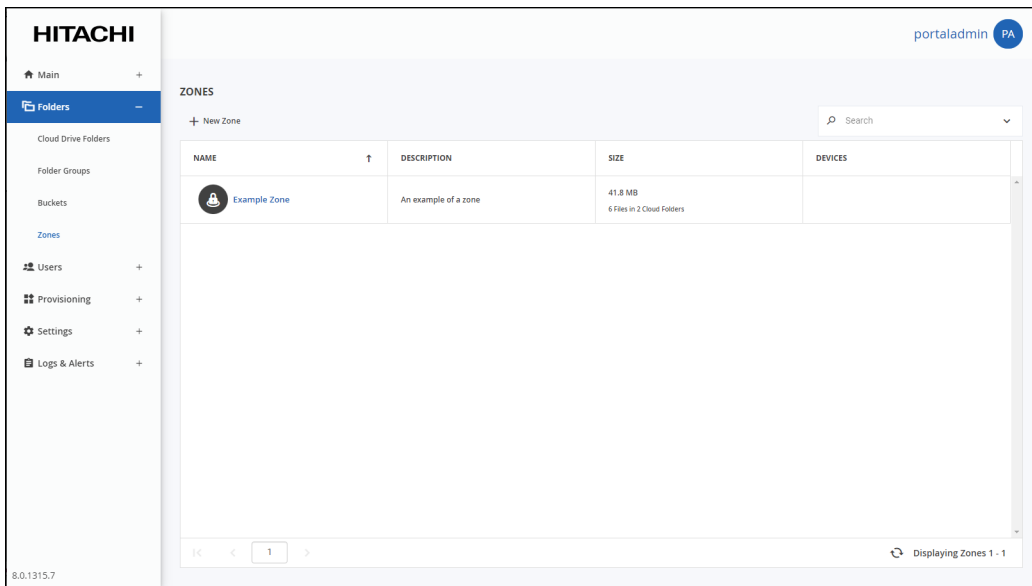 HITACHI
portaladmin PA
Main +
Folders –
Cloud Drive Folders
Folder Groups
Buckets
Zones
Users +
Provisioning +
Settings +
Logs & Alerts +
8.0.1315.7
ZONES
+ New Zone
Search
NAME ↑ DESCRIPTION SIZE DEVICES
Example Zone An example of a zone 41.8 MB
6 Files in 2 Cloud Folders
1
Displaying Zones 1 - 1